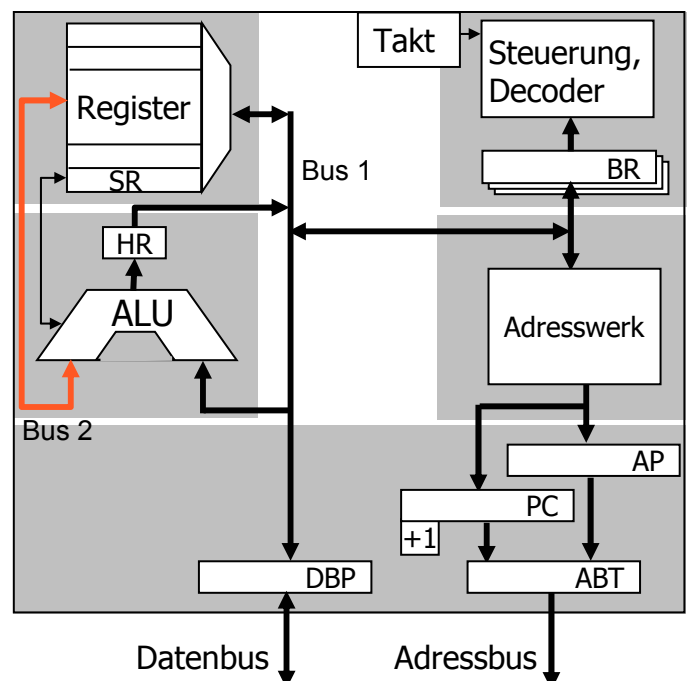 Takt
Steuerung,
Decoder
Register
Bus 1
BR
SR
HR
ALU
Adresswerk
Bus 2
AP
PC
+1
DBP
ABT
Datenbus
Adressbus